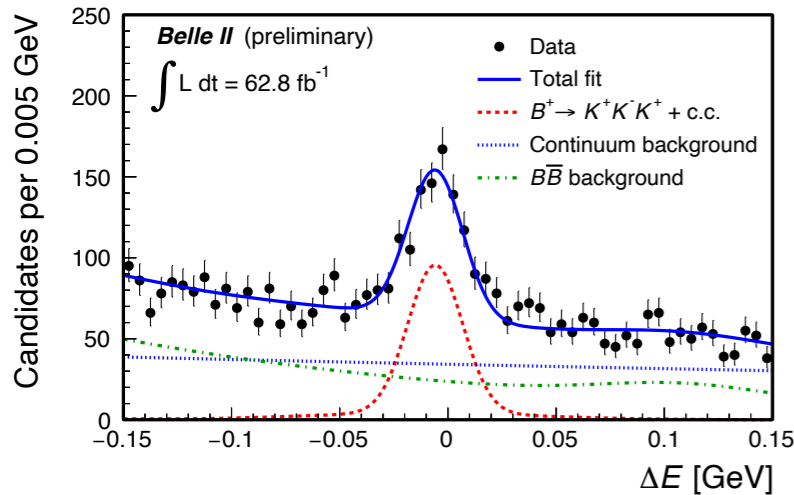 Belle II (preliminary)
∫ L dt = 62.8 fb⁻¹
Data
Total fit
B⁺→ K⁺K⁻K⁺ + c.c.
Continuum background
BB̅ background
Candidates per 0.005 GeV
250
200
150
100
50
0
−0.15 −0.1 −0.05 0 0.05 0.1 0.15
ΔE [GeV]